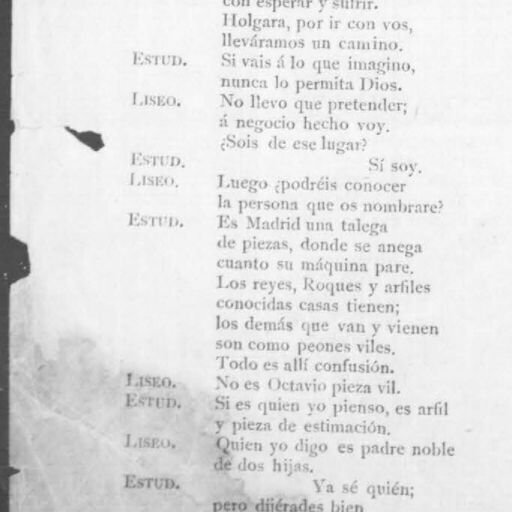 con esperar y sufrir.
Holgara, por ir con vos,
lleváramos un camino.
ESTUD. Si vais á lo que imagino,
nunca lo permita Dios.
LISEO. No llevo que pretender;
á negocio hecho voy.
¿Sois de ese lugar?
ESTUD. Sí soy.
LISEO. Luego ¿podréis conocer
la persona que os nombrare?
ESTUD. Es Madrid una talega
de piezas, donde se anega
cuanto su máquina pare.
Los reyes, Roques y arfiles
conocidas casas tienen;
los demás que van y vienen
son como peones viles.
Todo es allí confusión.
LISEO. No es Octavio pieza vil.
ESTUD. Si es quien yo pienso, es arfil
y pieza de estimación.
LISEO. Quien yo digo es padre noble
de dos hijas.
ESTUD. Ya sé quién;
pero dijérades bien